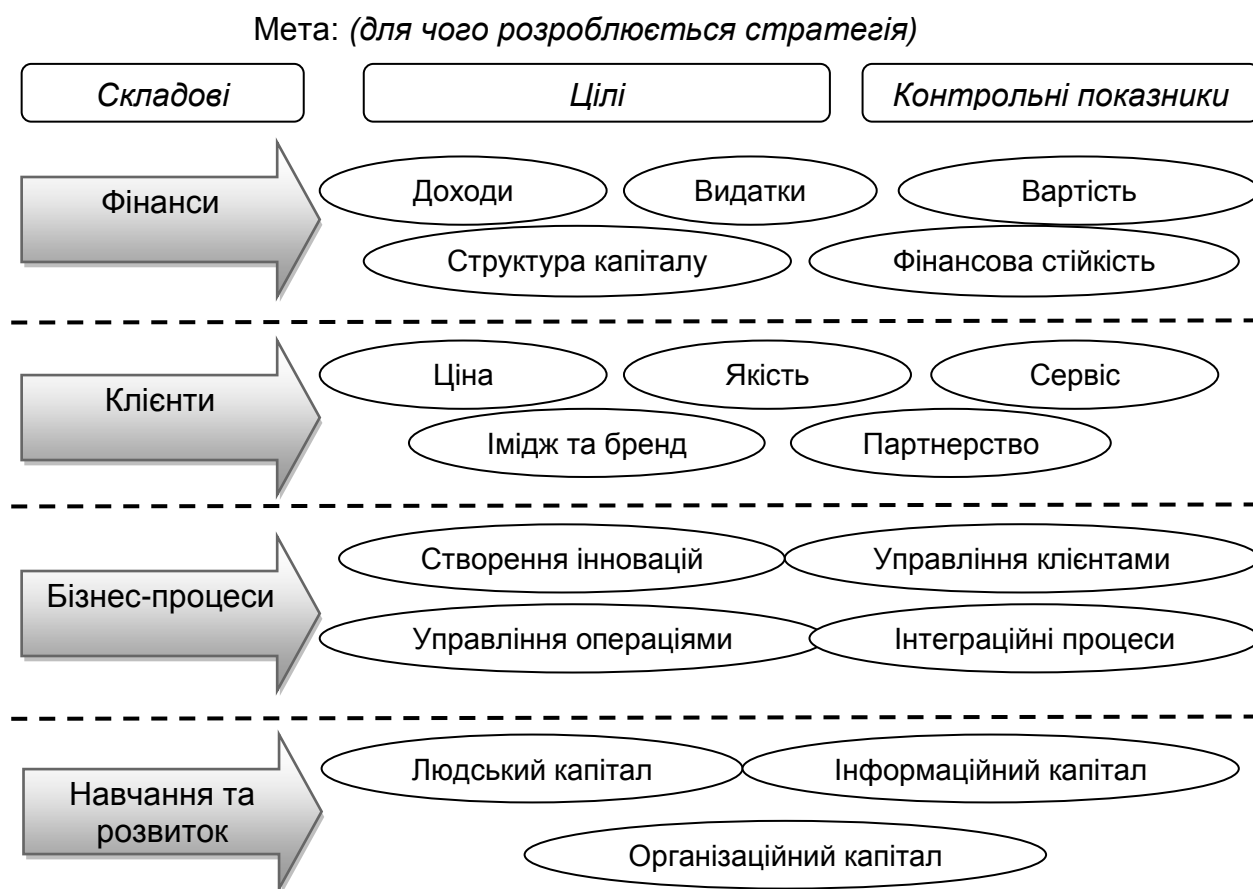 Мета: (для чого розроблюється стратегія)
Складові
Цілі
Контрольні показники
Фінанси
Доходи
Видатки
Вартість
Структура капіталу
Фінансова стійкість
Клієнти
Ціна
Якість
Сервіс
Імідж та бренд
Партнерство
Бізнес-процеси
Створення інновацій
Управління клієнтами
Управління операціями
Інтеграційні процеси
Навчання та
розвиток
Людський капітал
Інформаційний капітал
Організаційний капітал